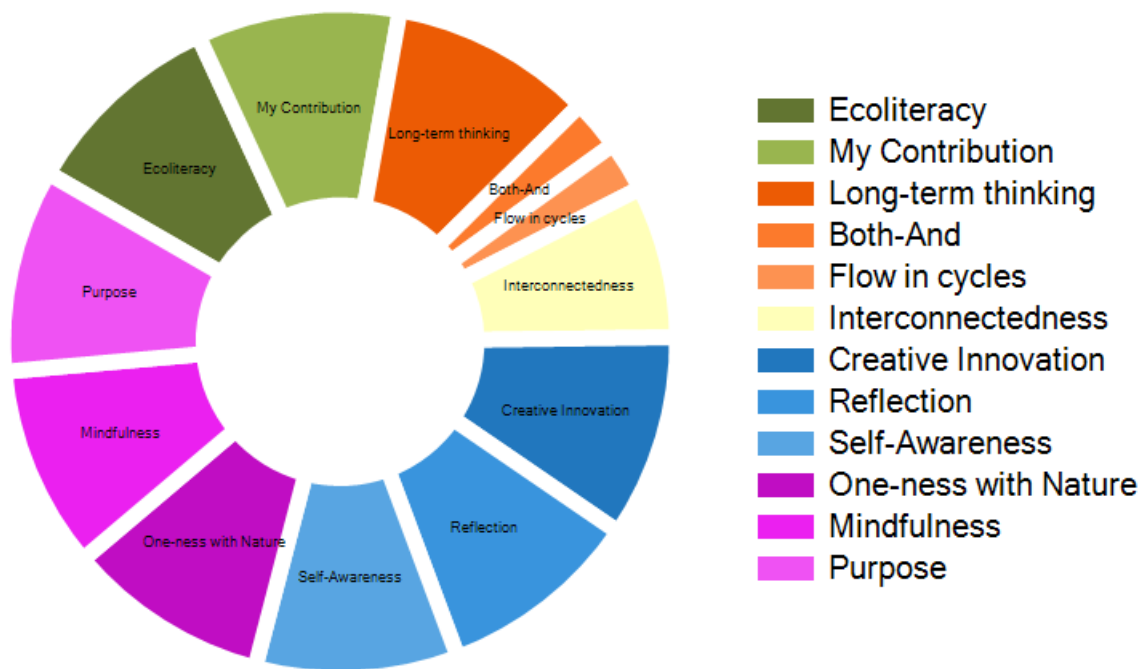 My Contribution
Long-term thinking
Ecoliteracy
Both-And
Flow in cycles
Purpose
Interconnectedness
Mindfulness
Creative Innovation
One-ness with Nature
Reflection
Self-Awareness
Ecoliteracy
My Contribution
Long-term thinking
Both-And
Flow in cycles
Interconnectedness
Creative Innovation
Reflection
Self-Awareness
One-ness with Nature
Mindfulness
Purpose